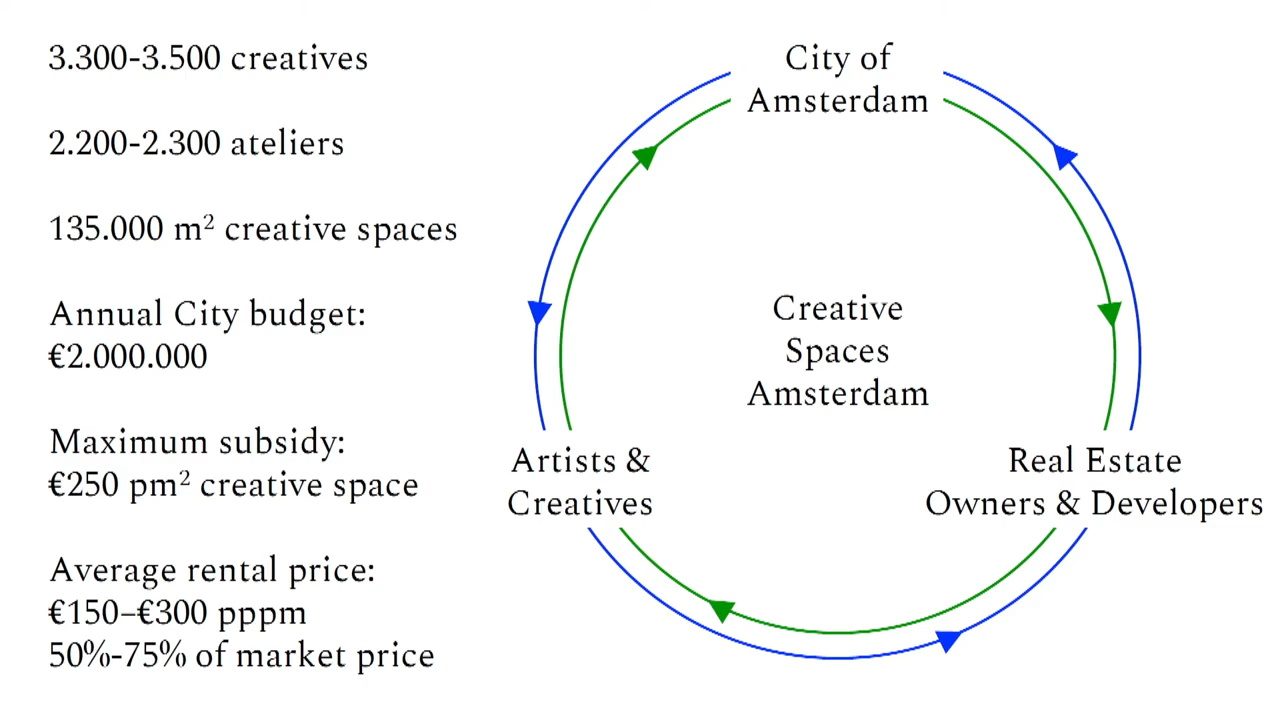 3.300-3.500 creatives
2.200-2.300 ateliers
135.000 m² creative spaces
Annual City budget:
€2.000.000
Maximum subsidy:
€250 pm² creative space
Average rental price:
€150–€300 pppm
50%-75% of market price
City of
Amsterdam
Creative
Spaces
Amsterdam
Artists &
Creatives
Real Estate
Owners & Developers